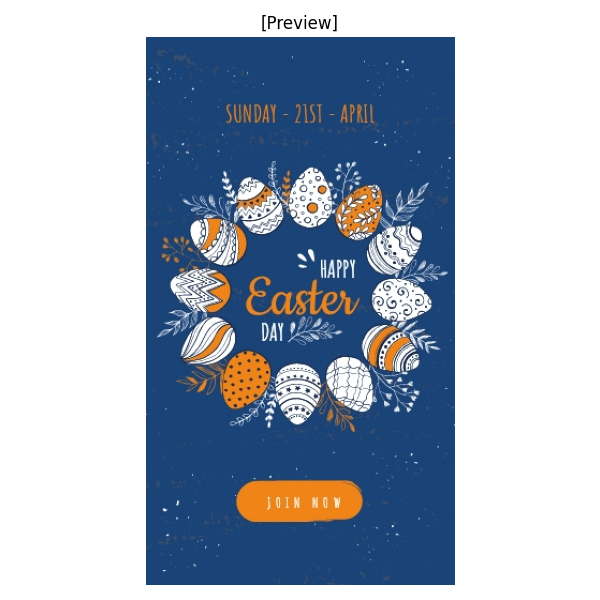 [Preview]
SUNDAY - 21ST - APRIL
HAPPY
Easter
DAY
JOIN NOW